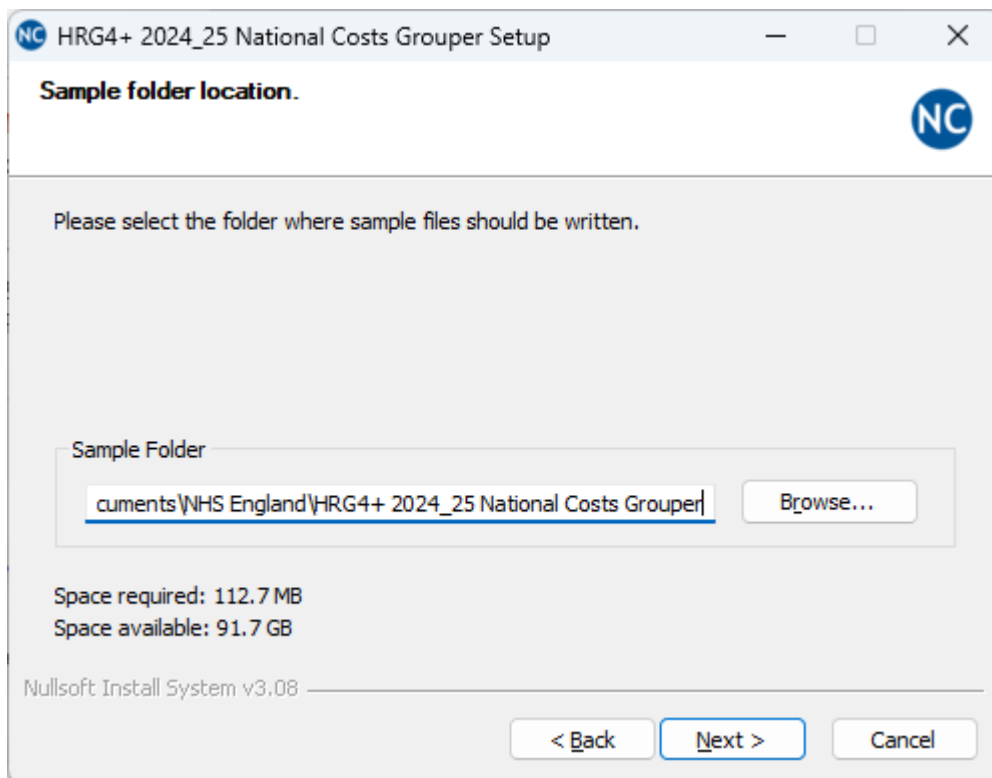 NC HRG4+ 2024_25 National Costs Grouper Setup
Sample folder location.
NC
Please select the folder where sample files should be written.
Sample Folder
cuments\NHS England\HRG4+ 2024_25 National Costs Grouper
Browse...
Space required: 112.7 MB
Space available: 91.7 GB
Nullsoft Install System v3.08
< Back
Next >
Cancel